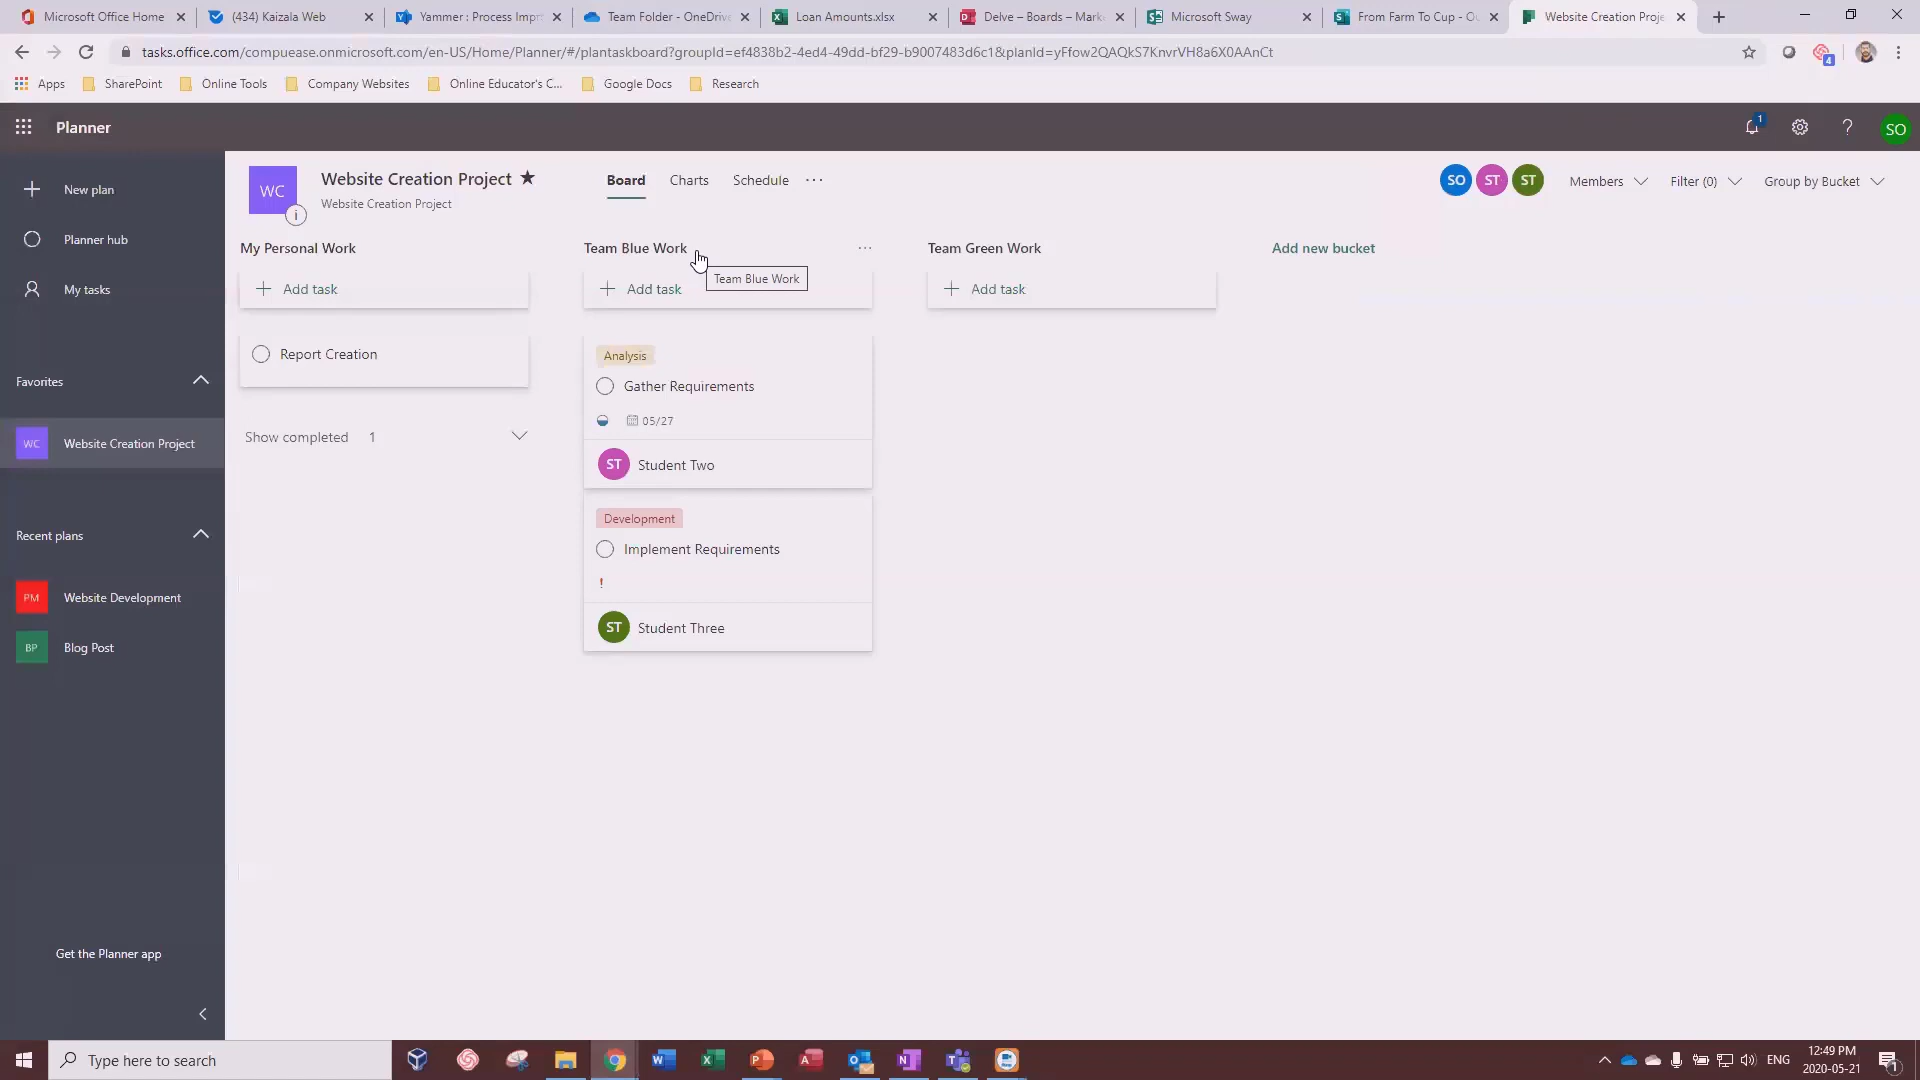 Microsoft Office Home
(434) Kaizala Web
Yammer : Process Impr
Team Folder - OneDrive
Loan Amounts.xlsx
Delve – Boards – Mark
Microsoft Sway
From Farm To Cup - Ou
Website Creation Proje
tasks.office.com/compuease.onmicrosoft.com/en-US/Home/Planner/#/plantaskboard?groupId=ef4838b2-4ed4-49dd-bf29-b9007483d6c1&planId=yFfow2QAQkS7KnvrVH8a6X0AAnCt
4
Apps
SharePoint
Online Tools
Company Websites
Online Educator's C...
Google Docs
Research
Planner
1
?
SO
New plan
Planner hub
My tasks
Favorites
WC
Website Creation Project
Recent plans
PM
Website Development
BP
Blog Post
Get the Planner app
WC
i
Website Creation Project
Website Creation Project
Board
Charts
Schedule
...
SO
ST
ST
Members
Filter (0)
Group by Bucket
My Personal Work
Add task
Report Creation
Show completed 1
Team Blue Work
...
Team Blue Work
Add task
Analysis
Gather Requirements
05/27
ST
Student Two
Development
Implement Requirements
!
ST
Student Three
Team Green Work
Add task
Add new bucket
Type here to search
ENG
12:49 PM
2020-05-21
1